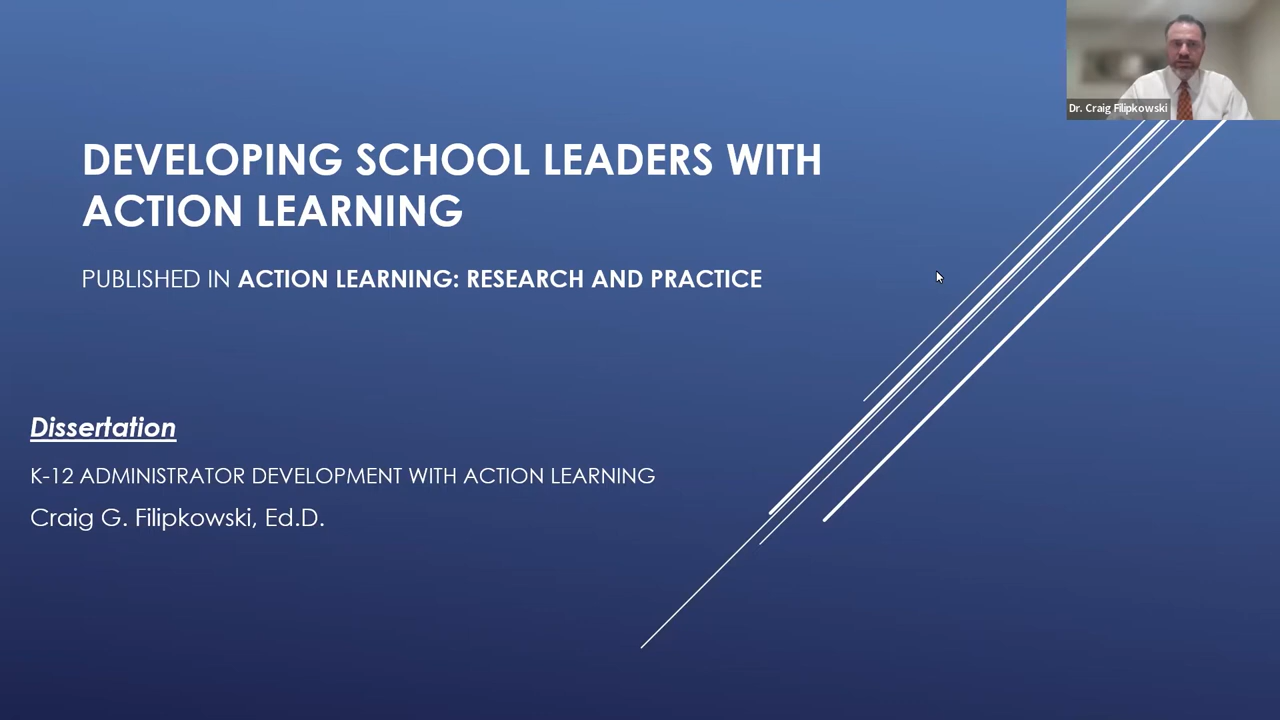 Dr. Craig Filipkowski
DEVELOPING SCHOOL LEADERS WITH
ACTION LEARNING
PUBLISHED IN ACTION LEARNING: RESEARCH AND PRACTICE
Dissertation
K-12 ADMINISTRATOR DEVELOPMENT WITH ACTION LEARNING
Craig G. Filipkowski, Ed.D.